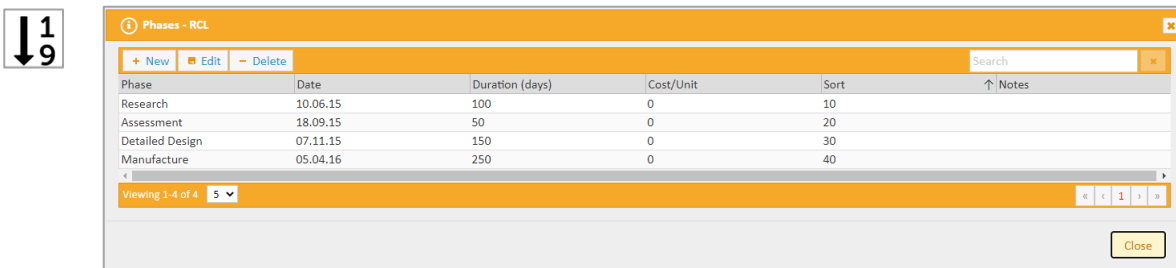 1
9
Phases - RCL
+ New Edit - Delete Search
Phase Date Duration (days) Cost/Unit Sort Notes
Research 10.06.15 100 0 10
Assessment 18.09.15 50 0 20
Detailed Design 07.11.15 150 0 30
Manufacture 05.04.16 250 0 40
Viewing 1-4 of 4 5 « ‹ 1 › »
Close